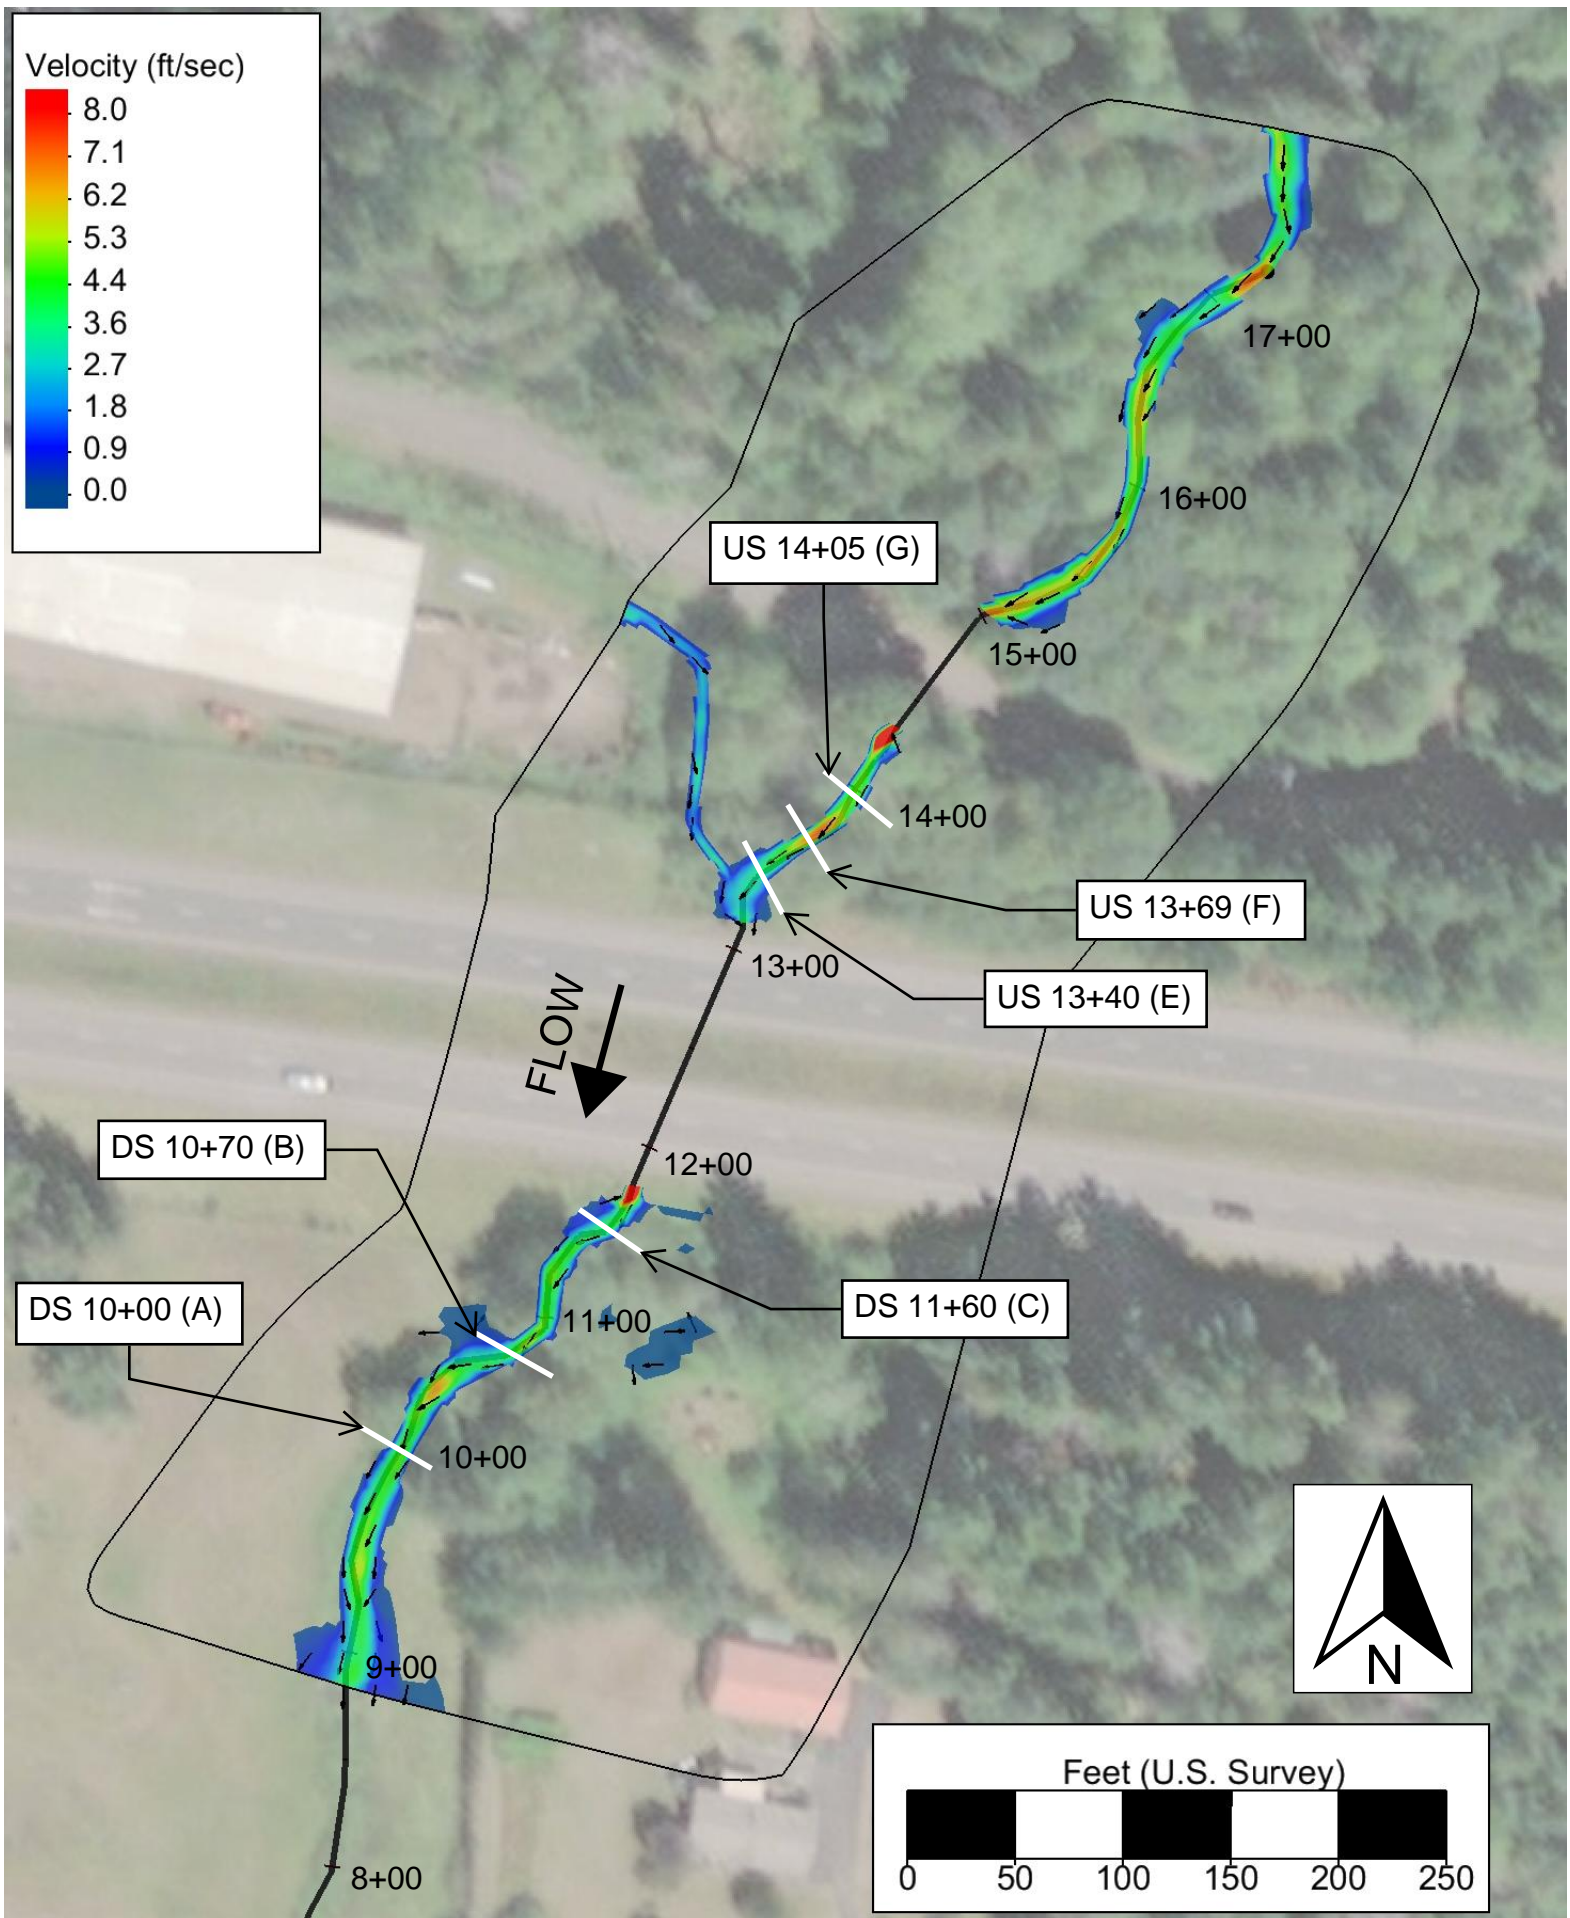 Velocity (ft/sec)
8.0
7.1
6.2
5.3
4.4
3.6
2.7
1.8
0.9
0.0
17+00
16+00
US 14+05 (G)
15+00
14+00
US 13+69 (F)
13+00
US 13+40 (E)
FLOW
DS 10+70 (B)
12+00
DS 10+00 (A)
DS 11+60 (C)
11+00
10+00
N
9+00
Feet (U.S. Survey)
0 50 100 150 200 250
8+00